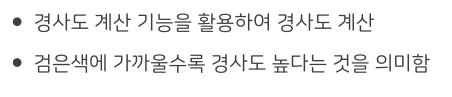 • 경사도 계산 기능을 활용하여 경사도 계산
• 검은색에 가까울수록 경사도 높다는 것을 의미함